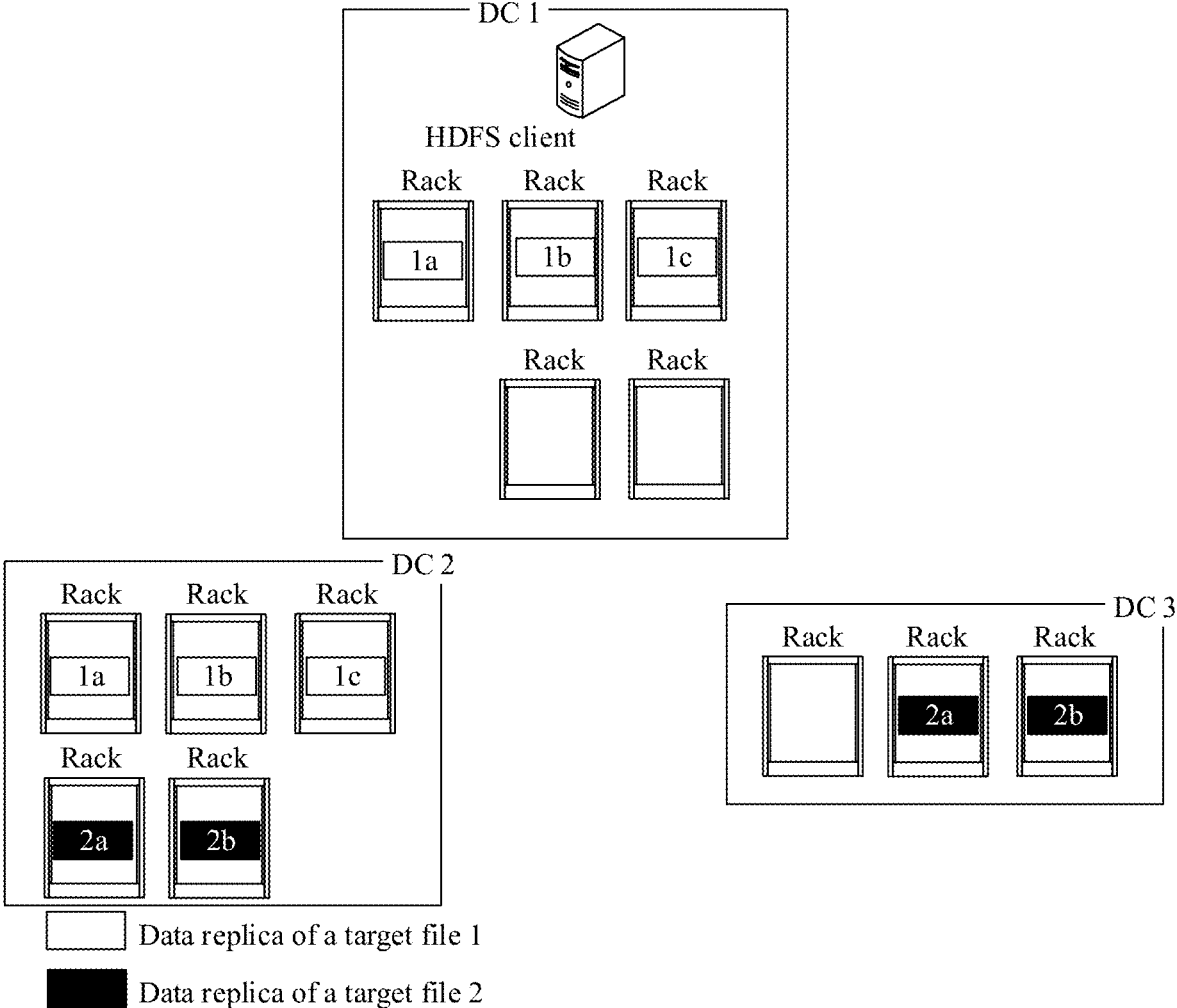 DC 1
HDFS client
Rack Rack Rack
1a 1b 1c
Rack Rack
DC 2
Rack Rack Rack
1a 1b 1c
Rack Rack
2a 2b
DC 3
Rack Rack Rack
2a 2b
Data replica of a target file 1
Data replica of a target file 2